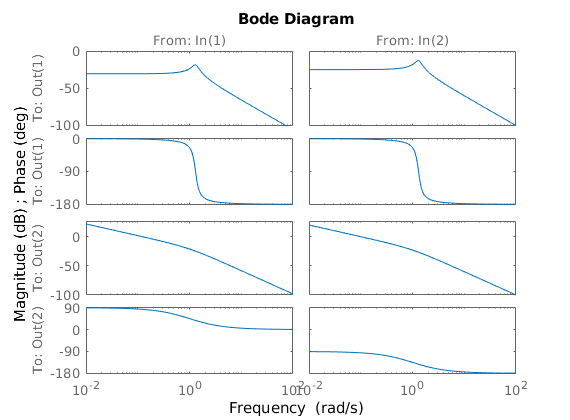 Bode Diagram
From: In(1)
From: In(2)
Magnitude (dB) ; Phase (deg)
To: Out(1)
0
-50
-100
To: Out(1)
0
-90
-180
To: Out(2)
0
-50
-100
To: Out(2)
90
0
-90
-180
10^-2
10^0
10^2
10^-2
10^0
10^2
Frequency (rad/s)